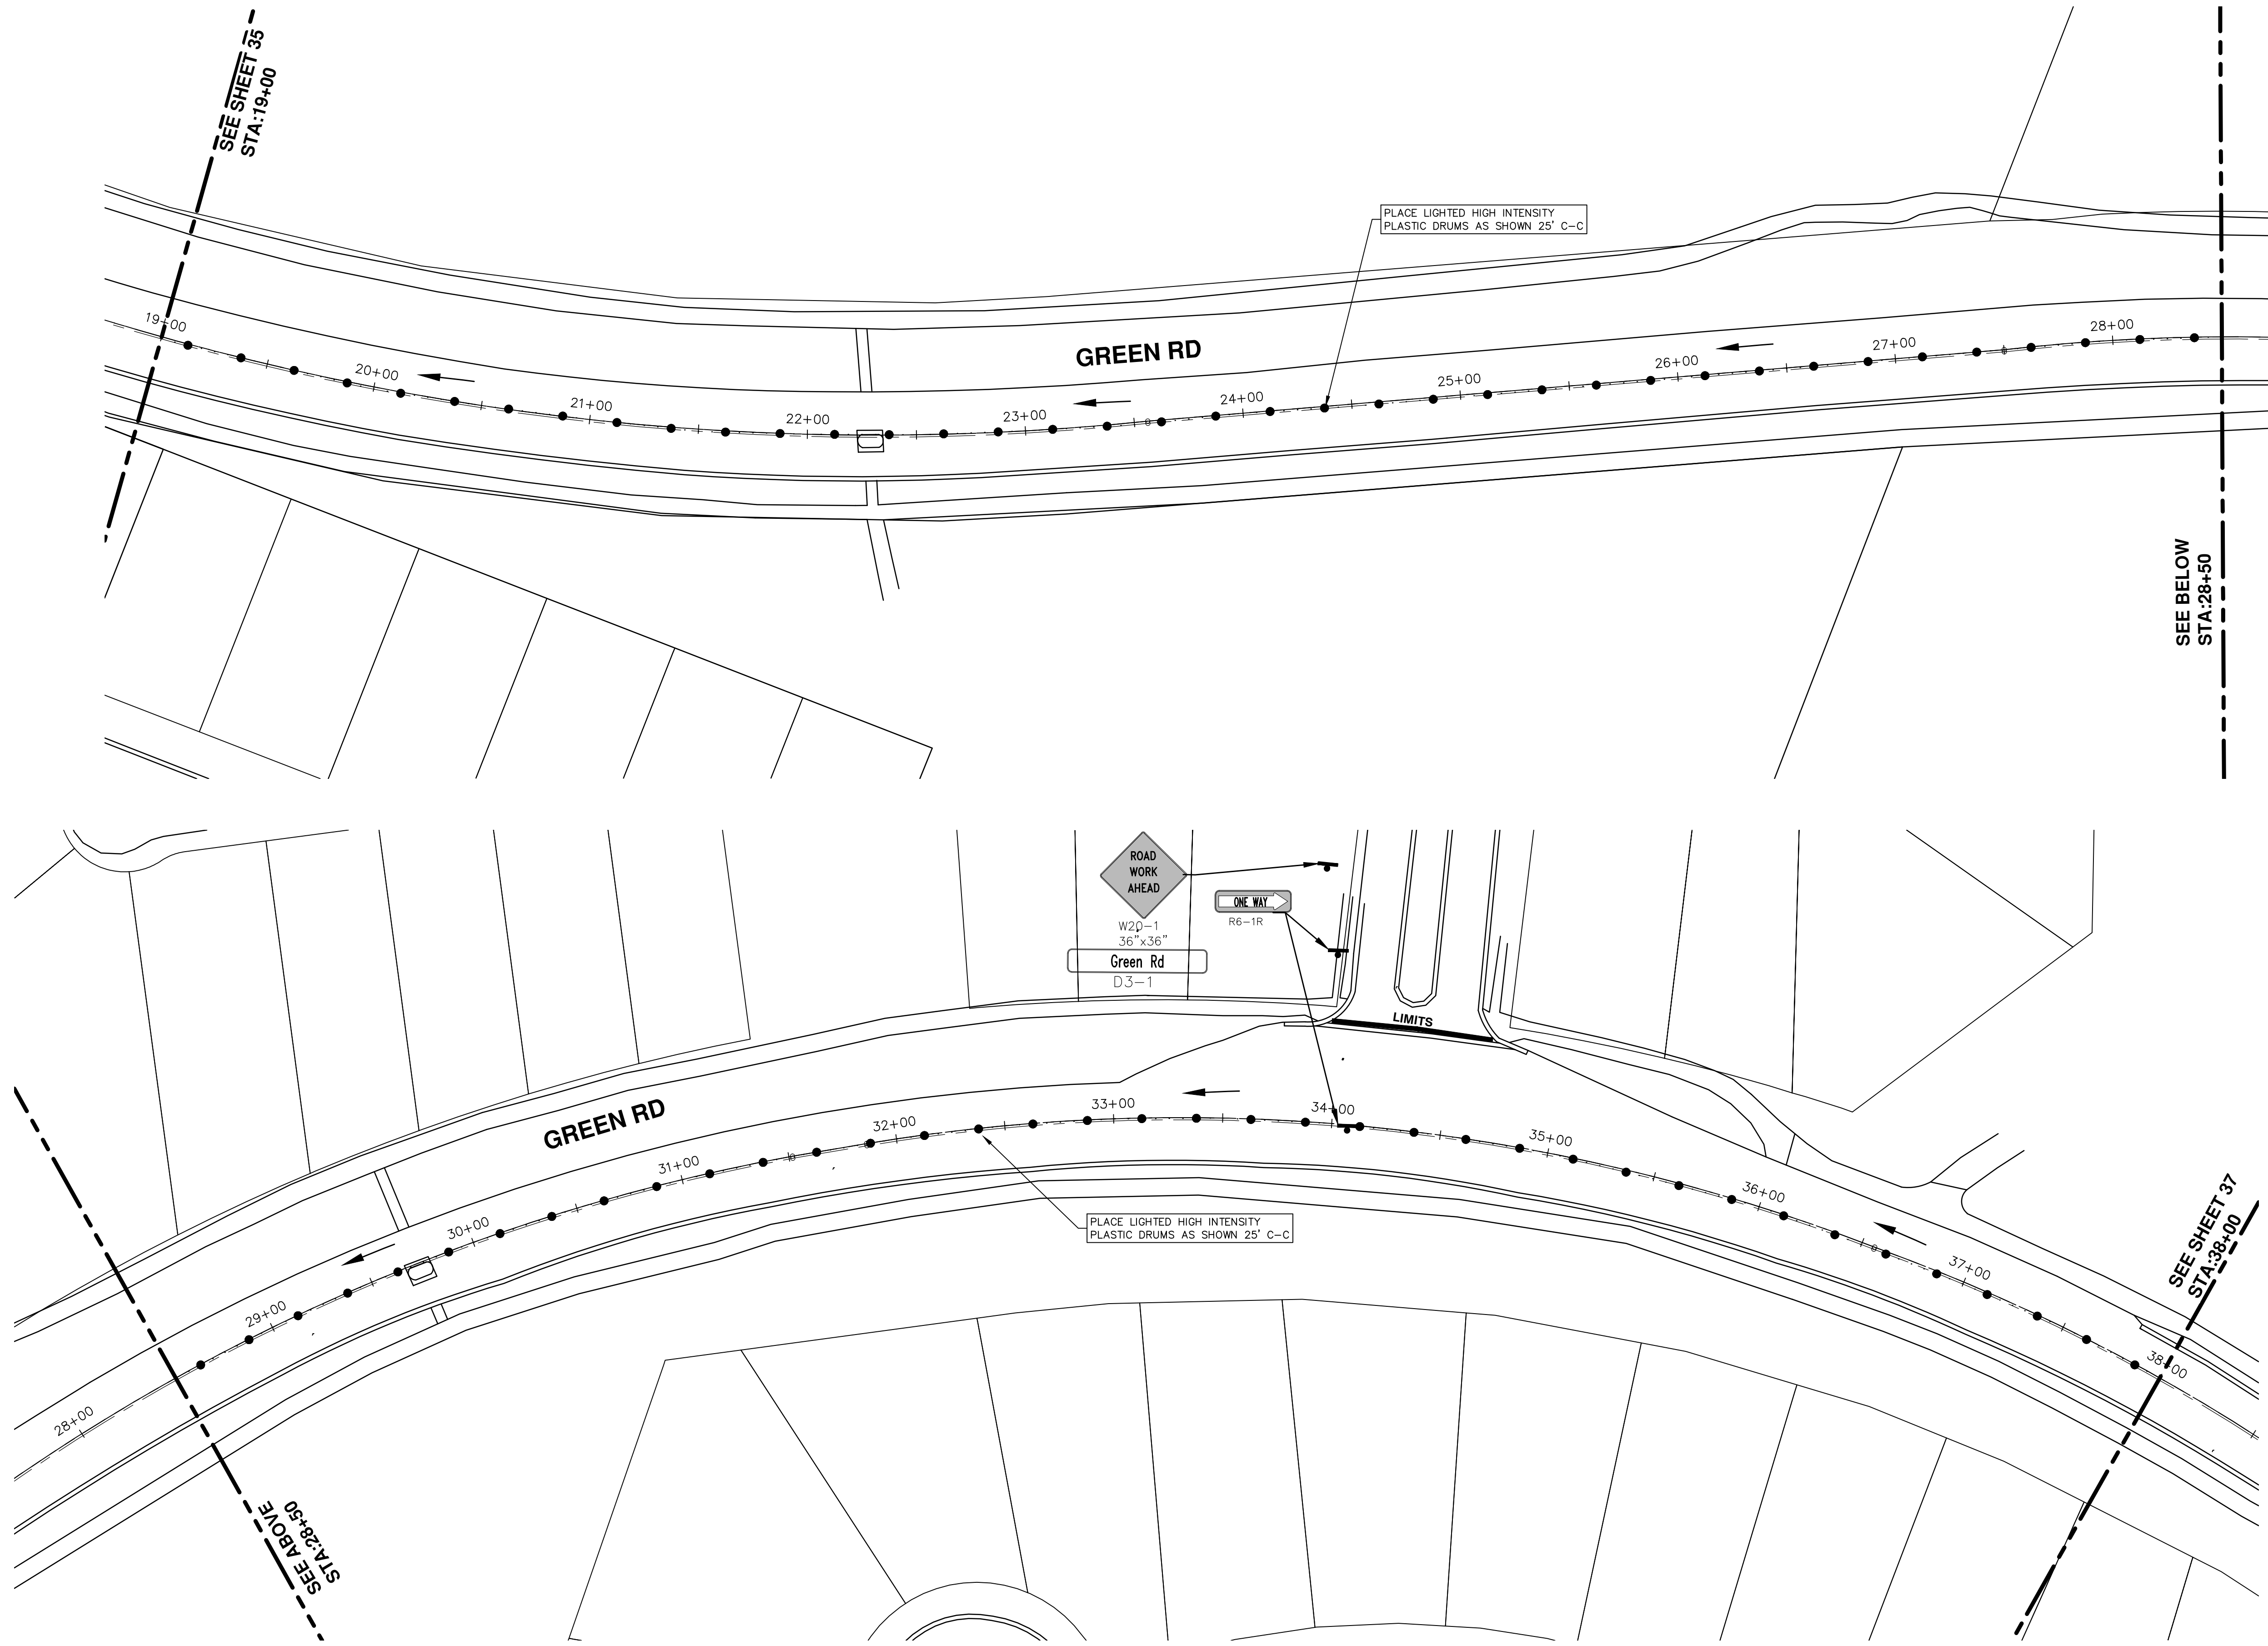 SEE SHEET 35
STA:19+00
PLACE LIGHTED HIGH INTENSITY
PLASTIC DRUMS AS SHOWN 25' C-C
GREEN RD
19+00
20+00
21+00
22+00
23+00
24+00
25+00
26+00
27+00
28+00
SEE BELOW
STA:28+50
ROAD
WORK
AHEAD
W20-1
36"x36"
Green Rd
D3-1
ONE WAY
R6-1R
LIMITS
GREEN RD
28+00
29+00
30+00
31+00
32+00
33+00
34+00
35+00
36+00
37+00
38+00
PLACE LIGHTED HIGH INTENSITY
PLASTIC DRUMS AS SHOWN 25' C-C
SEE SHEET 37
STA:38+00
SEE ABOVE
STA:28+50